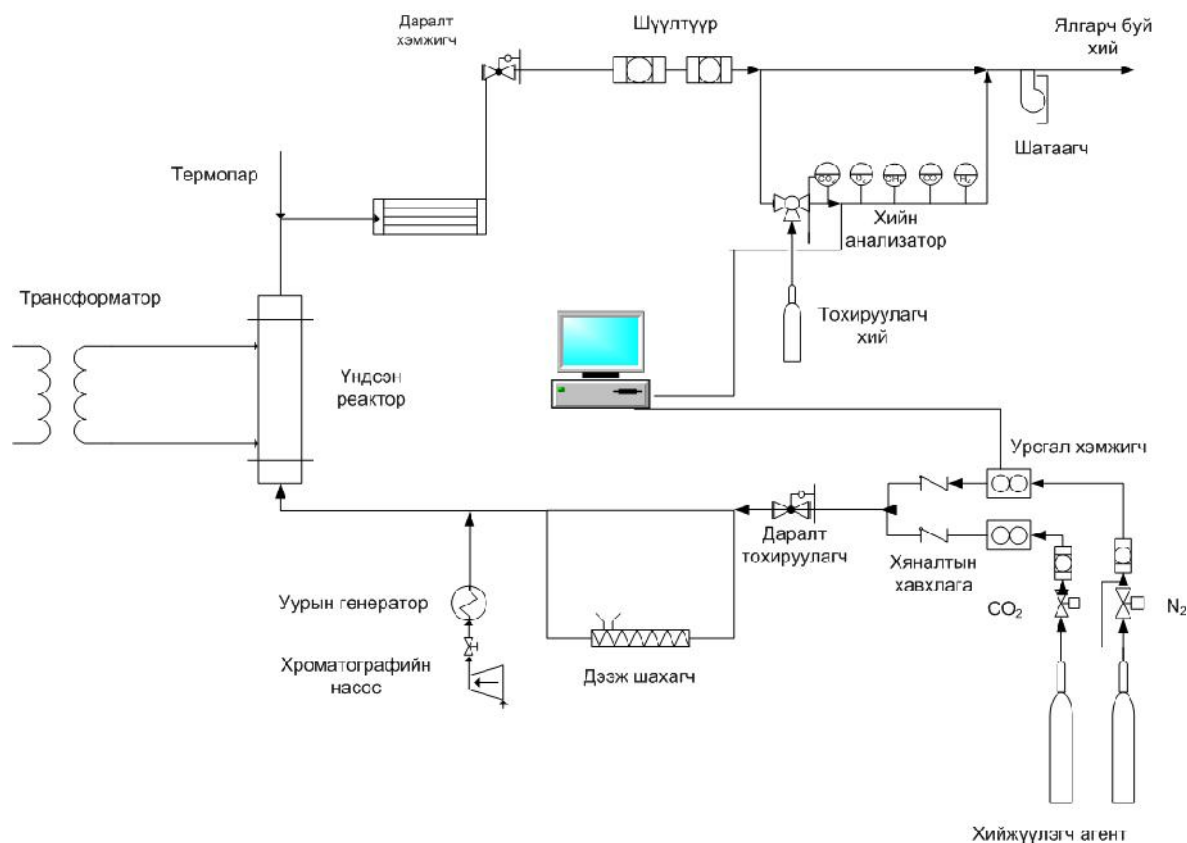 Даралт
хэмжигч
Шүүлтүүр
Ялгарч буй
хий
Шатаагч
Термопар
CO₂
O₂
CH₄
CO
H₂
Хийн
анализатор
Трансформатор
Тохируулагч
хий
Үндсэн
реактор
Урсгал хэмжигч
Даралт
тохируулагч
Хяналтын
хавхлага
Уурын генератор
CO₂
N₂
Хроматографийн
насос
Дээж шахагч
Хийжүүлэгч агент